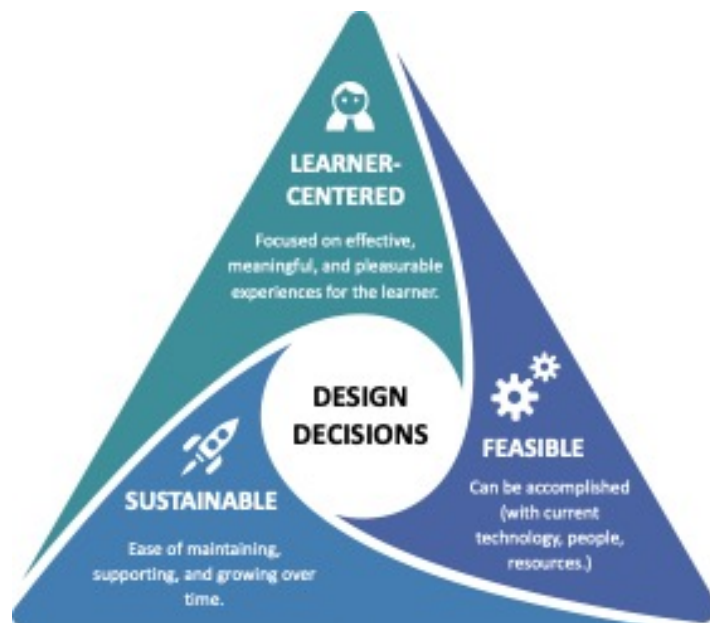 LEARNER-
CENTERED
Focused on effective,
meaningful, and pleasurable
experiences for the learner.
DESIGN
DECISIONS
FEASIBLE
Can be accomplished
(with current
technology, people,
resources.)
SUSTAINABLE
Ease of maintaining,
supporting, and growing over
time.